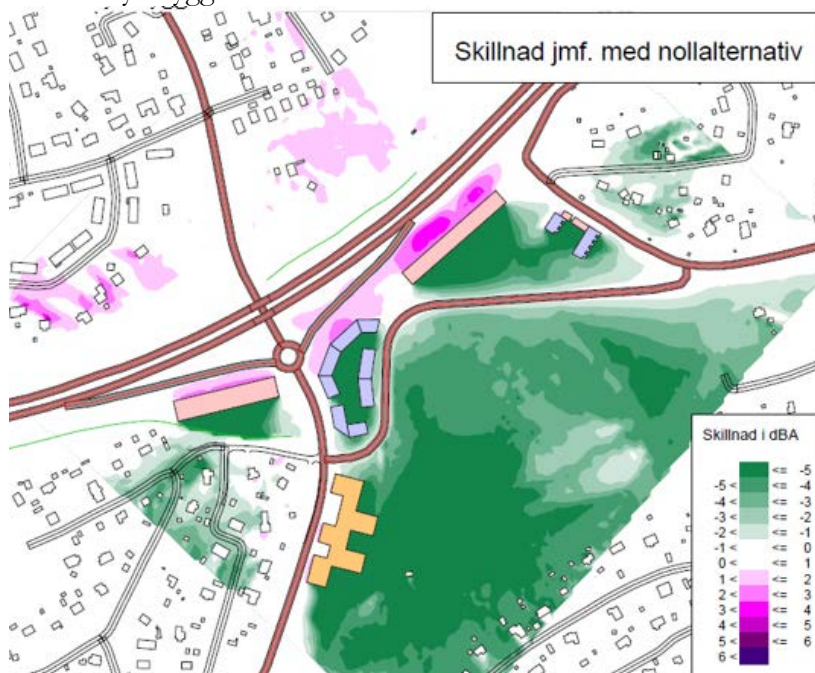 Skillnad jmf. med nollalternativ
Skillnad i dBA
<= -5
-5 < <= -4
-4 < <= -3
-3 < <= -2
-2 < <= -1
-1 < <= 0
0 < <= 1
1 < <= 2
2 < <= 3
3 < <= 4
4 < <= 5
5 < <= 6
6 <